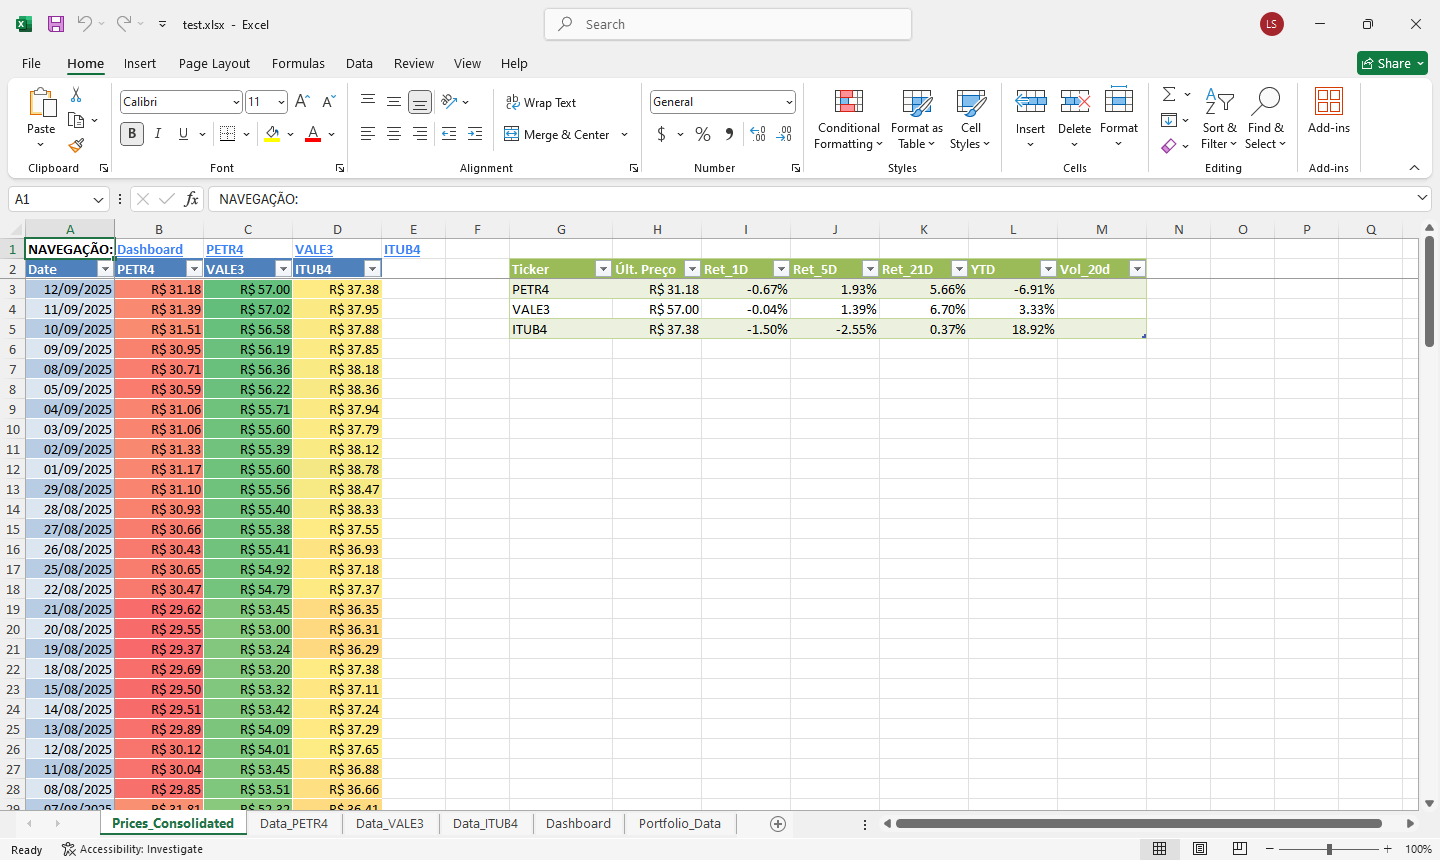 test.xlsx - Excel
Search
LS
File Home Insert Page Layout Formulas Data Review View Help
Share
Paste
Calibri 11
B I U
Wrap Text
Merge & Center
General
Conditional Formatting
Format as Table
Cell Styles
Insert
Delete
Format
Sort & Filter
Find & Select
Add-ins
Clipboard Font Alignment Number Styles Cells Editing Add-ins
A1 fx NAVEGAÇÃO:
A B C D E F G H I J K L M N O P Q
1 NAVEGAÇÃO: Dashboard PETR4 VALE3 ITUB4
2 Date PETR4 VALE3 ITUB4 Ticker Últ. Preço Ret_1D Ret_5D Ret_21D YTD Vol_20d
3 12/09/2025 R$ 31.18 R$ 57.00 R$ 37.38 PETR4 R$ 31.18 -0.67% 1.93% 5.66% -6.91%
4 11/09/2025 R$ 31.39 R$ 57.02 R$ 37.95 VALE3 R$ 57.00 -0.04% 1.39% 6.70% 3.33%
5 10/09/2025 R$ 31.51 R$ 56.58 R$ 37.88 ITUB4 R$ 37.38 -1.50% -2.55% 0.37% 18.92%
6 09/09/2025 R$ 30.95 R$ 56.19 R$ 37.85
7 08/09/2025 R$ 30.71 R$ 56.36 R$ 38.18
8 05/09/2025 R$ 30.59 R$ 56.22 R$ 38.36
9 04/09/2025 R$ 31.06 R$ 55.71 R$ 37.94
10 03/09/2025 R$ 31.06 R$ 55.60 R$ 37.79
11 02/09/2025 R$ 31.33 R$ 55.39 R$ 38.12
12 01/09/2025 R$ 31.17 R$ 55.60 R$ 38.78
13 29/08/2025 R$ 31.10 R$ 55.56 R$ 38.47
14 28/08/2025 R$ 30.93 R$ 55.40 R$ 38.33
15 27/08/2025 R$ 30.66 R$ 55.38 R$ 37.55
16 26/08/2025 R$ 30.43 R$ 55.41 R$ 36.93
17 25/08/2025 R$ 30.65 R$ 54.92 R$ 37.18
18 22/08/2025 R$ 30.47 R$ 54.79 R$ 37.37
19 21/08/2025 R$ 29.62 R$ 53.45 R$ 36.35
20 20/08/2025 R$ 29.55 R$ 53.00 R$ 36.31
21 19/08/2025 R$ 29.37 R$ 53.24 R$ 36.29
22 18/08/2025 R$ 29.69 R$ 53.20 R$ 37.38
23 15/08/2025 R$ 29.50 R$ 53.32 R$ 37.11
24 14/08/2025 R$ 29.51 R$ 53.42 R$ 37.24
25 13/08/2025 R$ 29.89 R$ 54.09 R$ 37.29
26 12/08/2025 R$ 30.12 R$ 54.01 R$ 37.65
27 11/08/2025 R$ 30.04 R$ 53.45 R$ 36.88
28 08/08/2025 R$ 29.85 R$ 53.51 R$ 36.66
29 07/08/2025 R$ 31.81 R$ 52.32 R$ 36.41
Prices_Consolidated Data_PETR4 Data_VALE3 Data_ITUB4 Dashboard Portfolio_Data
Ready Accessibility: Investigate 100%